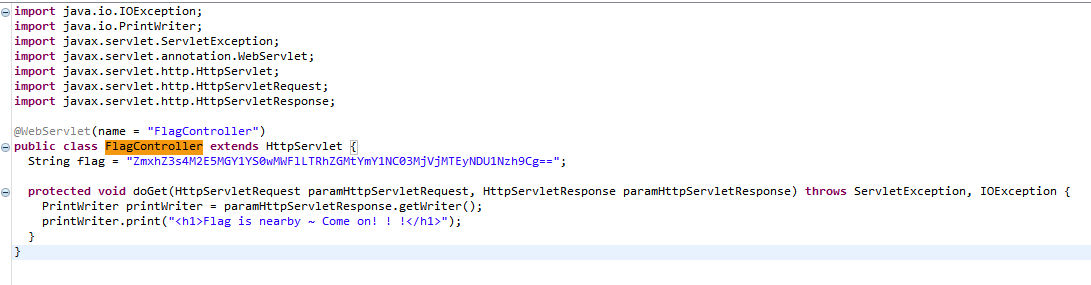 import java.io.IOException;
import java.io.PrintWriter;
import javax.servlet.ServletException;
import javax.servlet.annotation.WebServlet;
import javax.servlet.http.HttpServlet;
import javax.servlet.http.HttpServletRequest;
import javax.servlet.http.HttpServletResponse;
@WebServlet(name = "FlagController")
public class FlagController extends HttpServlet {
String flag = "ZmxhZ3s4M2E5MGY1YS0wMWFlLTRhZGMtYmY1NC03MjVjMTEyNDU1Nzh9Cg==";
protected void doGet(HttpServletRequest paramHttpServletRequest, HttpServletResponse paramHttpServletResponse) throws ServletException, IOException {
PrintWriter printWriter = paramHttpServletResponse.getWriter();
printWriter.print("<h1>Flag is nearby ~ Come on! ! !</h1>");
}
}